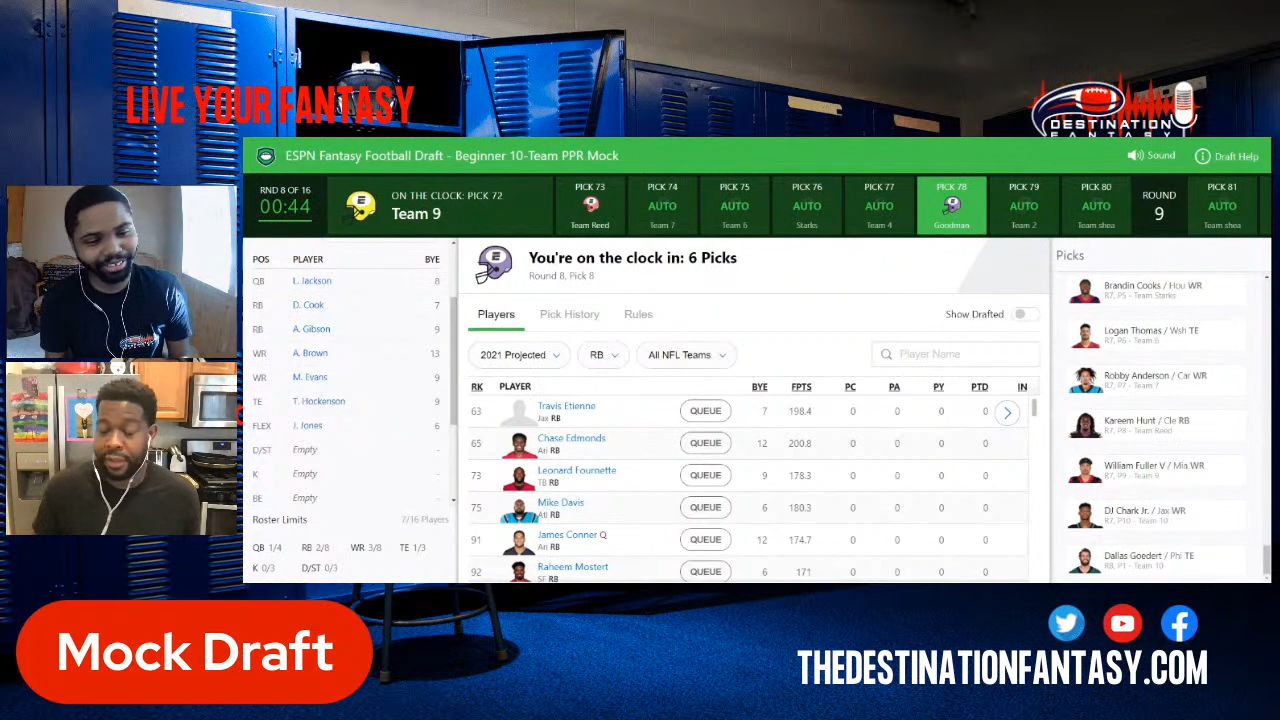 LIVE YOUR FANTASY
DESTINATION
FANTASY
ESPN Fantasy Football Draft - Beginner 10-Team PPR Mock
Sound
Draft Help
RND 8 OF 16
00:44
ON THE CLOCK: PICK 72
Team 9
PICK 73
Team Reed
PICK 74
AUTO
Team 7
PICK 75
AUTO
Team 6
PICK 76
AUTO
Starks
PICK 77
AUTO
Team 4
PICK 78
Goodman
PICK 79
AUTO
Team 2
PICK 80
AUTO
Team shea
ROUND
9
PICK 81
AUTO
Team shea
POS PLAYER BYE
QB L. Jackson 8
RB D. Cook 7
RB A. Gibson 9
WR A. Brown 13
WR M. Evans 9
TE T. Hockenson 9
FLEX J. Jones 6
D/ST Empty -
K Empty -
BE Empty -
Roster Limits 7/16 Players
QB 1/4 RB 2/8 WR 3/8 TE 1/3
K 0/3 D/ST 0/3
You're on the clock in: 6 Picks
Round 8, Pick 8
Players Pick History Rules Show Drafted
2021 Projected RB All NFL Teams Player Name
RK PLAYER BYE FPTS PC PA PY PTD IN
63 Travis Etienne QUEUE 7 198.4 0 0 0 0
Jax RB
65 Chase Edmonds QUEUE 12 200.8 0 0 0 0
Ari RB
73 Leonard Fournette QUEUE 9 178.3 0 0 0 0
TB RB
75 Mike Davis QUEUE 6 180.3 0 0 0 0
Atl RB
91 James Conner Q QUEUE 12 174.7 0 0 0 0
Ari RB
92 Raheem Mostert QUEUE 6 171 0 0 0 0
SF RB
Picks
Brandin Cooks / Hou WR
R7, P5 - Team Starks
Logan Thomas / Wsh TE
R7, P6 - Team 6
Robby Anderson / Car WR
R7, P7 - Team 7
Kareem Hunt / Cle RB
R7, P8 - Team Reed
William Fuller V / Mia WR
R7, P9 - Team 9
DJ Chark Jr. / Jax WR
R7, P10 - Team 10
Dallas Goedert / Phi TE
R8, P1 - Team 10
Mock Draft
THEDESTINATIONFANTASY.COM